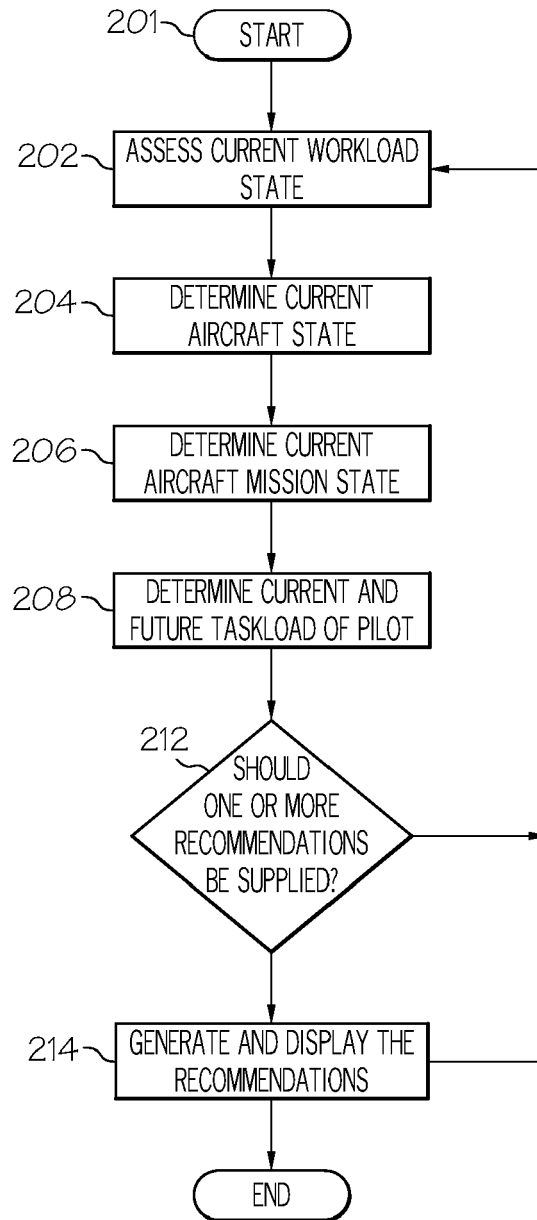 201
START
202
ASSESS CURRENT WORKLOAD
STATE
204
DETERMINE CURRENT
AIRCRAFT STATE
206
DETERMINE CURRENT
AIRCRAFT MISSION STATE
208
DETERMINE CURRENT AND
FUTURE TASKLOAD OF PILOT
212
SHOULD
ONE OR MORE
RECOMMENDATIONS
BE SUPPLIED?
214
GENERATE AND DISPLAY THE
RECOMMENDATIONS
END